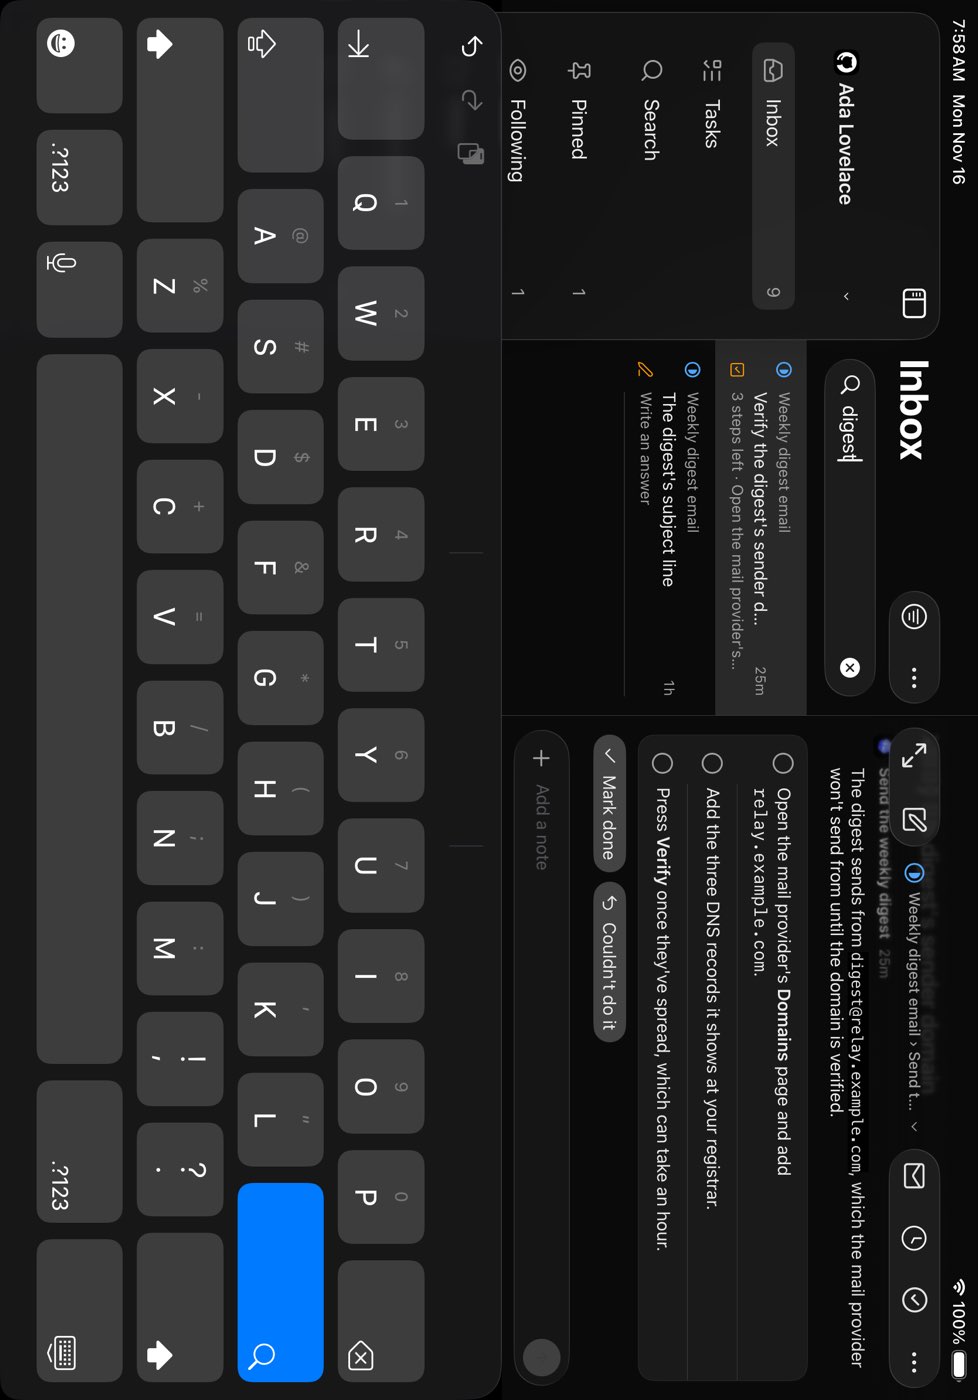 7:58 AM Mon Nov 16
100%
Ada Lovelace
Inbox 9
Tasks
Search
Pinned 1
Following 1
Inbox
digest
Weekly digest email
Verify the digest's sender d... 25m
3 steps left · Open the mail provider's...
Weekly digest email
The digest's subject line 1h
Write an answer
digest's sender domain
Weekly digest email › Send t...
Send the weekly digest 25m
The digest sends from digest@relay.example.com, which the mail provider
won't send from until the domain is verified.
Open the mail provider's Domains page and add
relay.example.com.
Add the three DNS records it shows at your registrar.
Press Verify once they've spread, which can take an hour.
Mark done
Couldn't do it
Add a note
1 2 3 4 5 6 7 8 9 0
Q W E R T Y U I O P
@ # $ & * ( ) ' "
A S D F G H J K L
% - + = / ; : ! ?
Z X C V B N M , .
.?123 .?123